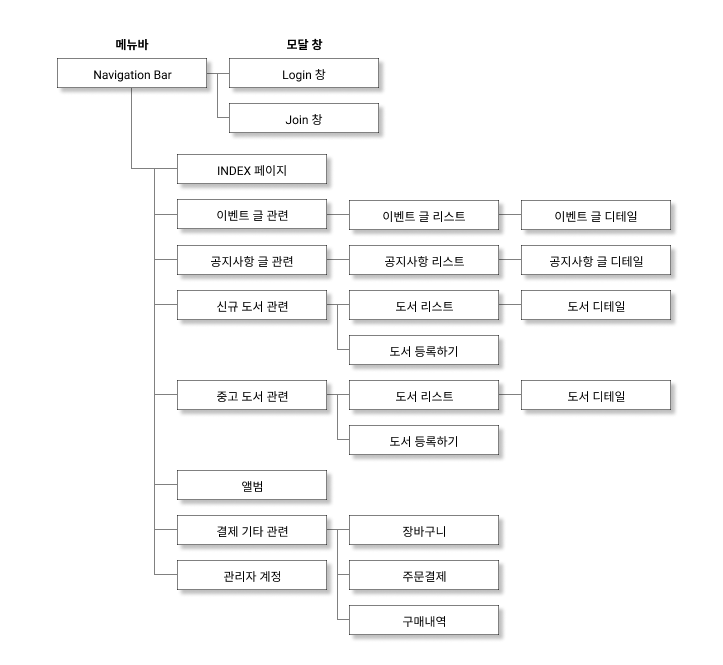 메뉴바
모달 창
Navigation Bar
Login 창
Join 창
INDEX 페이지
이벤트 글 관련
이벤트 글 리스트
이벤트 글 디테일
공지사항 글 관련
공지사항 리스트
공지사항 글 디테일
신규 도서 관련
도서 리스트
도서 디테일
도서 등록하기
중고 도서 관련
도서 리스트
도서 디테일
도서 등록하기
앨범
결제 기타 관련
장바구니
관리자 계정
주문결제
구매내역